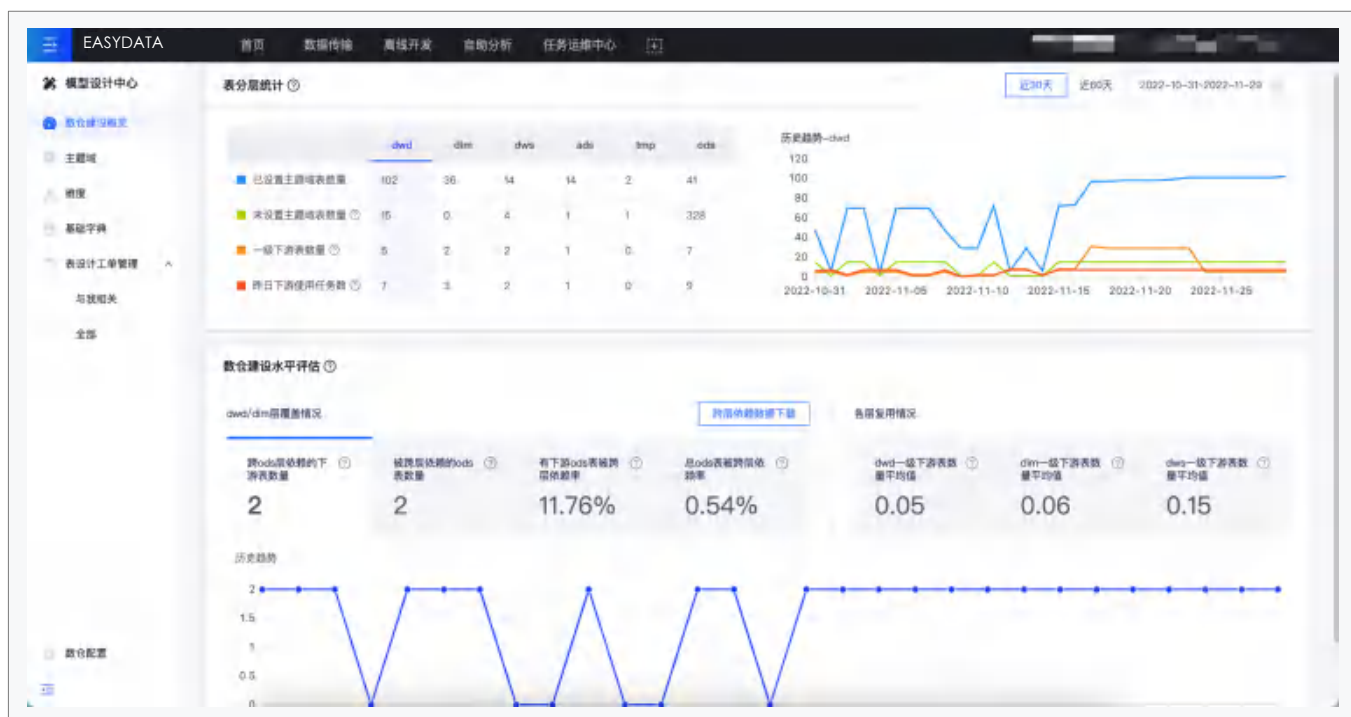 EASYDATA 首页 数据传输 离线开发 自助分析 任务运维中心
模型设计中心
数仓建设概览
主题域
维度
基础字典
表设计工单管理
与我相关
全部
数仓配置
表分层统计
近30天 近60天 2022-10-31-2022-11-29
dwd dim dws ads tmp ods
已设置主题域表数量 102 36 14 14 2 41
未设置主题域表数量 15 0 4 1 1 328
一级下游表数量 5 2 2 1 0 7
昨日下游使用任务数 7 3 2 1 0 9
历史趋势-dwd
120
100
80
60
40
20
0
2022-10-31 2022-11-05 2022-11-10 2022-11-15 2022-11-20 2022-11-25
数仓建设水平评估
dwd/dim层覆盖情况 跨层依赖数据下载 各层复用情况
跨ods层依赖的下
游表数量
2
被跨层依赖的ods
表数量
2
有下游ods表被跨
层依赖率
11.76%
总ods表被跨层依
赖率
0.54%
dwd一级下游表数
量平均值
0.05
dim一级下游表数
量平均值
0.06
dws一级下游表数
量平均值
0.15
历史趋势
2
1.5
1
0.5
0